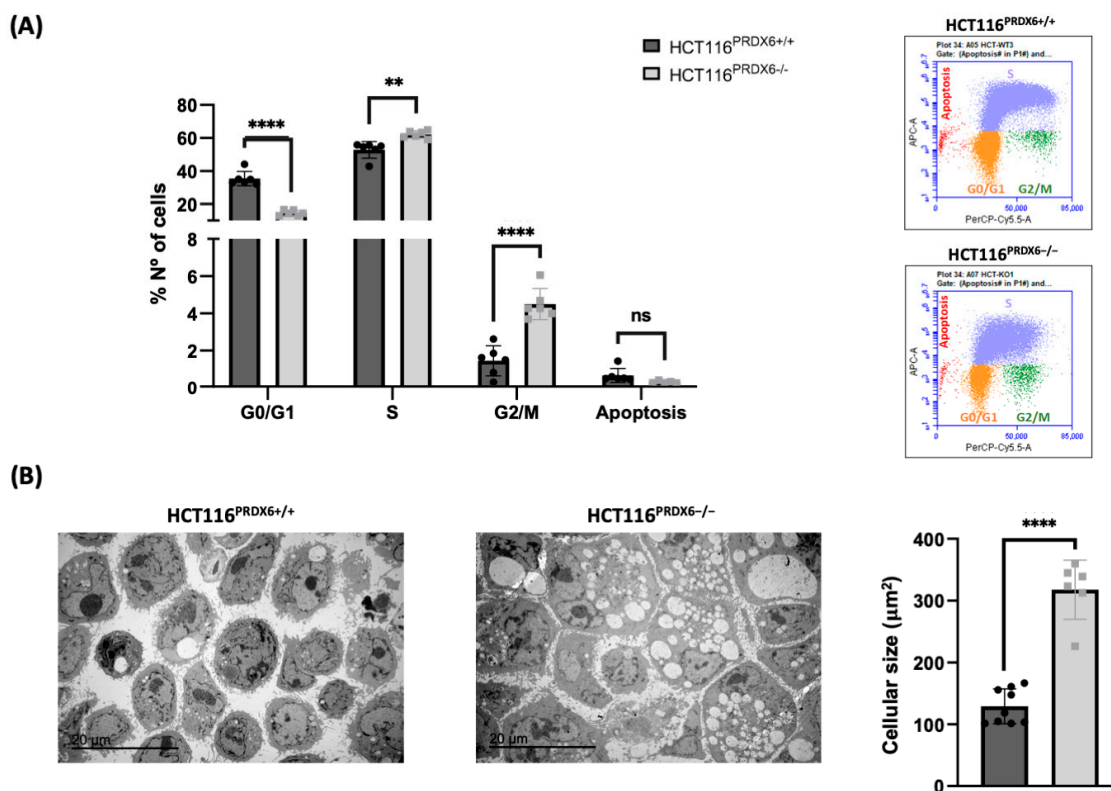 (A)
HCT116PRDX6+/+
HCT116PRDX6-/-
% Nº of cells
80
60
40
20
8
6
4
2
0
****
**
****
ns
G0/G1
S
G2/M
Apoptosis
HCT116PRDX6+/+
Plot 34: A05 HCT-WT3
Gate: (Apoptosis# in P1#) and...
Apoptosis
S
G0/G1
G2/M
APC-A
0
50,000
85,000
PerCP-Cy5.5-A
HCT116PRDX6−/−
Plot 34: A07 HCT-KO1
Gate: (Apoptosis# in P1#) and...
Apoptosis
S
G0/G1
G2/M
APC-A
0
50,000
85,000
PerCP-Cy5.5-A
(B)
HCT116PRDX6+/+
20 µm
HCT116PRDX6−/−
20 µm
Cellular size (µm²)
400
300
200
100
0
****